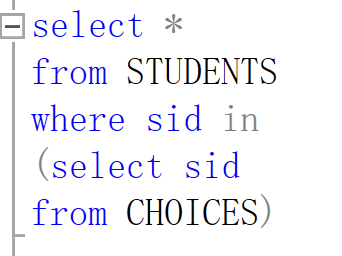 select *
from STUDENTS
where sid in
(select sid
from CHOICES)